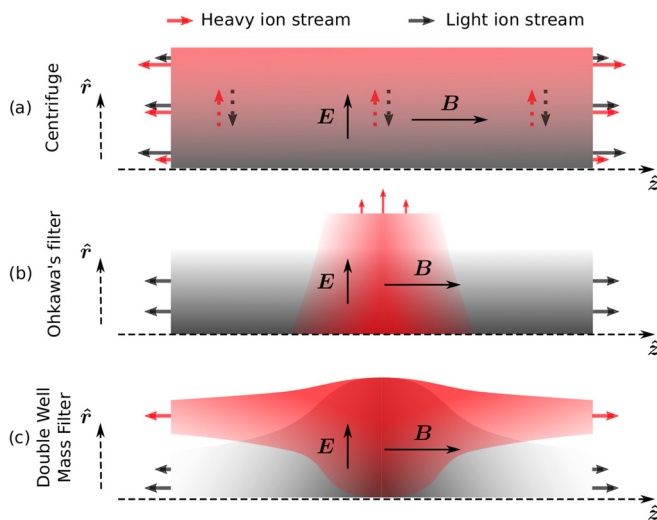 Heavy ion stream
Light ion stream
(a)
Centrifuge
r̂
E
B
ẑ
(b)
Ohkawa's filter
r̂
E
B
ẑ
(c)
Double Well
Mass Filter
r̂
E
B
ẑ